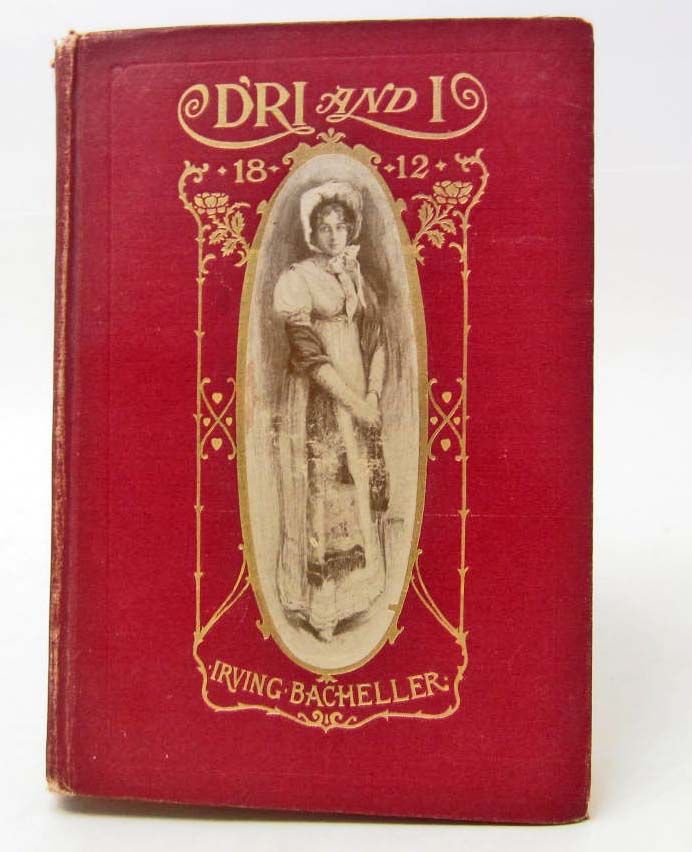 D'RI AND I
·18· ·12·
·IRVING·BACHELLER·